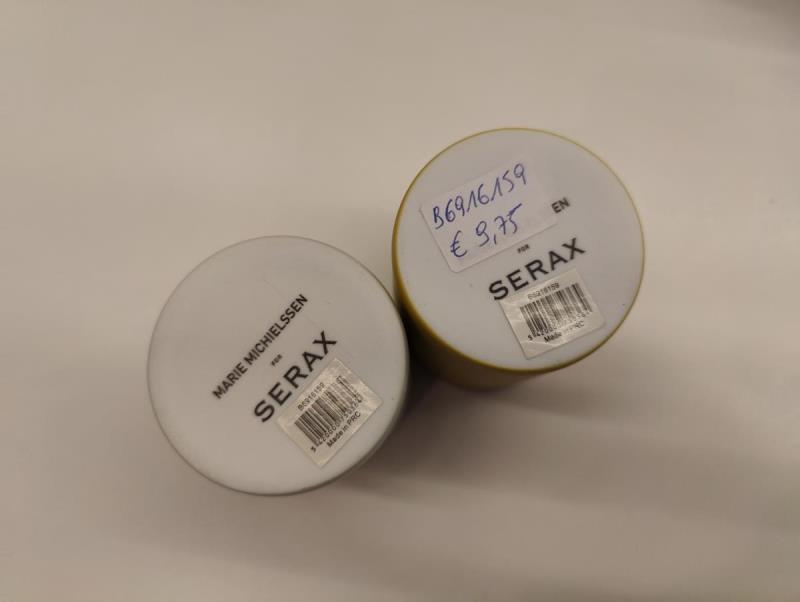 MARIE MICHIELSSEN
FOR
SERAX
B6916159
Made in PRC
B6916159
€ 9,75
EN
FOR
SERAX
B6916159
Made in PRC